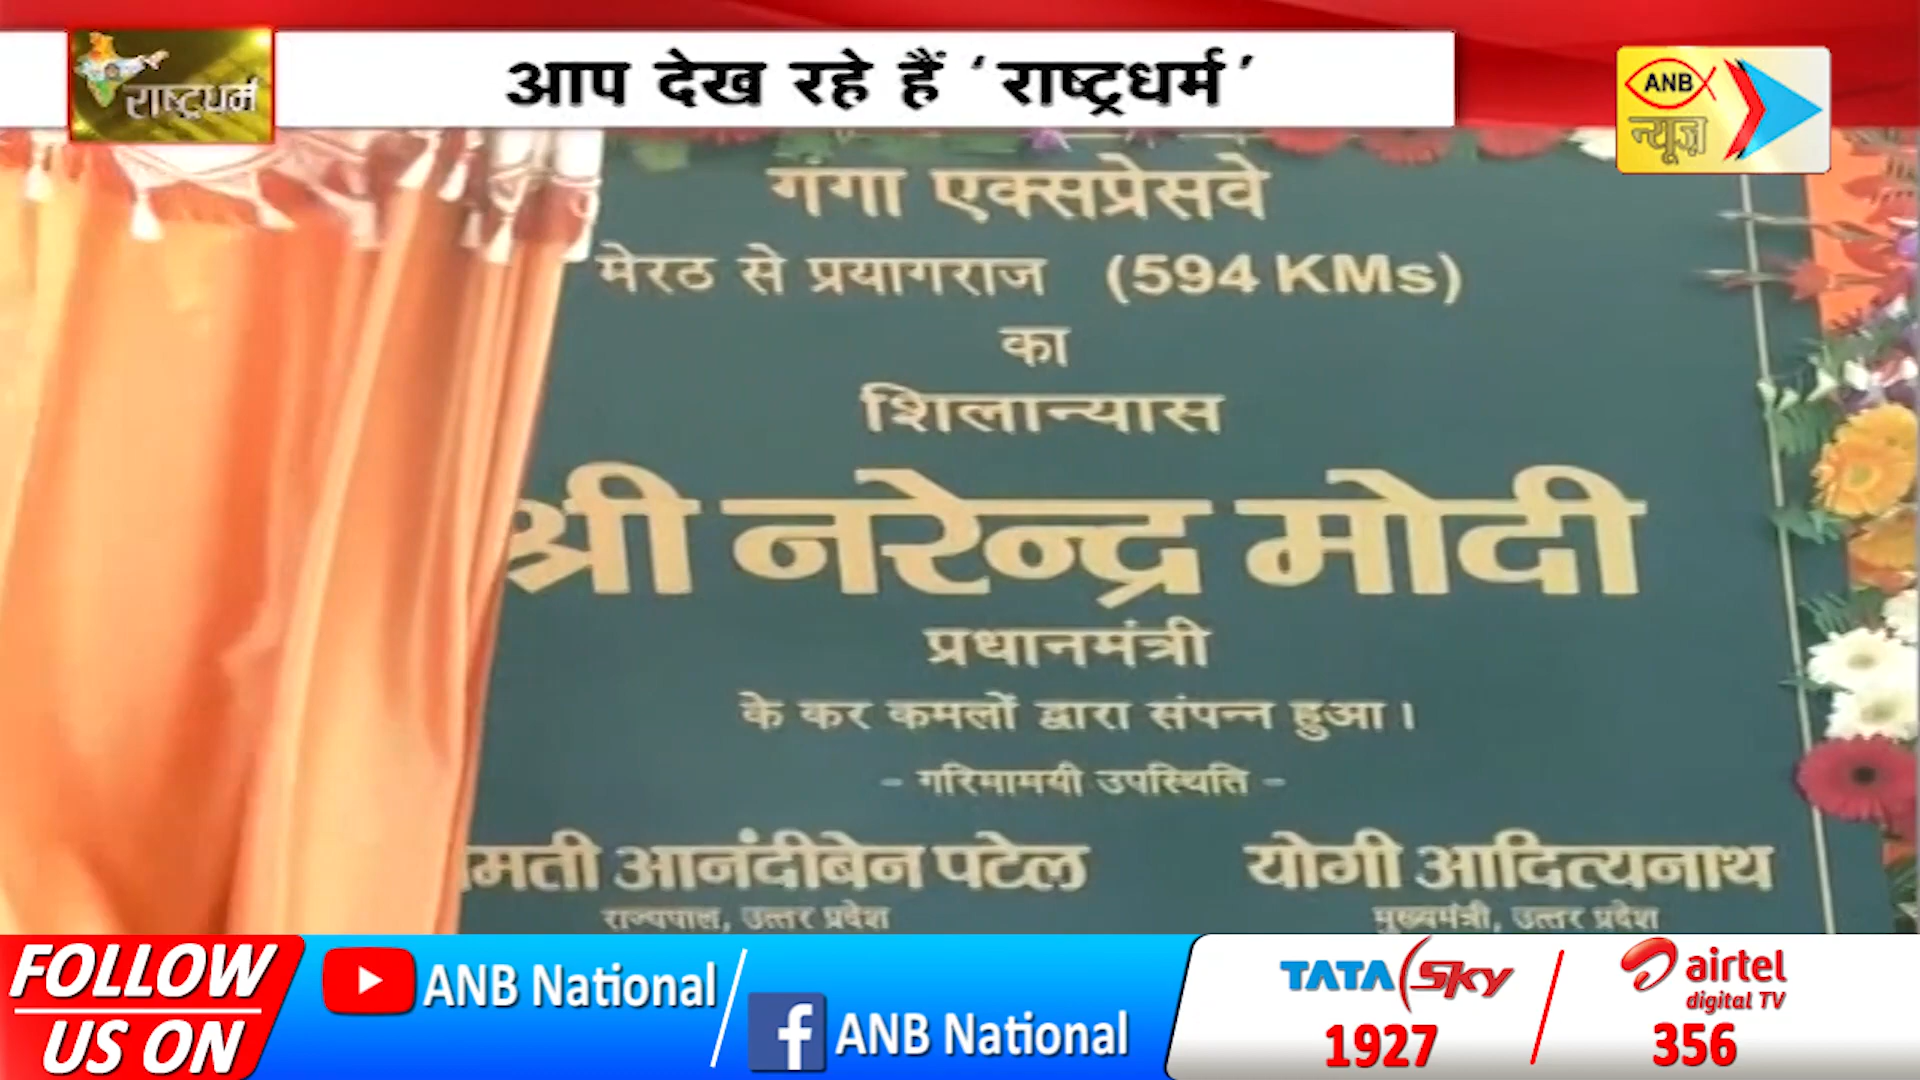 राष्ट्रधर्म
आप देख रहे हैं ‘राष्ट्रधर्म’
ANB
न्यूज़
गंगा एक्सप्रेसवे
मेरठ से प्रयागराज (594 KMs)
का
शिलान्यास
श्री नरेन्द्र मोदी
प्रधानमंत्री
के कर कमलों द्वारा संपन्न हुआ।
- गरिमामयी उपस्थिति -
मती आनंदीबेन पटेल
राज्यपाल, उत्तर प्रदेश
योगी आदित्यनाथ
मुख्यमंत्री, उत्तर प्रदेश
FOLLOW
US ON
ANB National
ANB National
TATA Sky
1927
airtel
digital TV
356